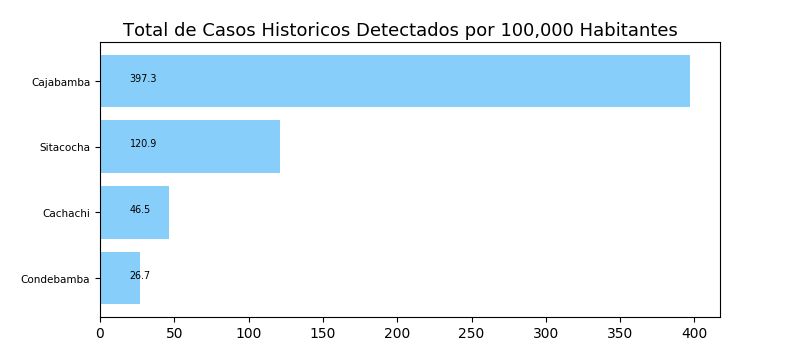 Total de Casos Historicos Detectados por 100,000 Habitantes
Cajabamba 397.3
Sitacocha 120.9
Cachachi 46.5
Condebamba 26.7
0 50 100 150 200 250 300 350 400